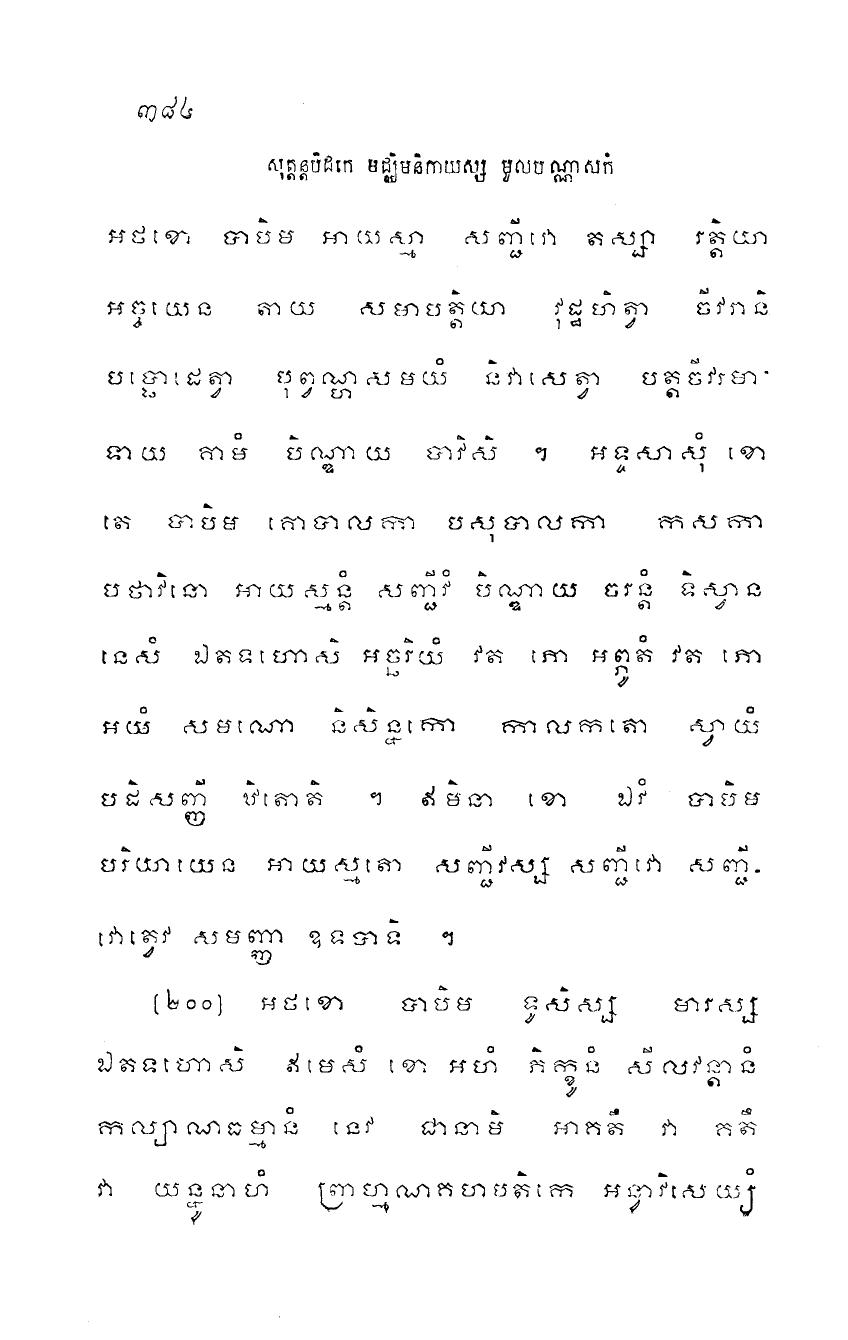 ៣៨៤
សុត្តន្តបិដកេ មជ្ឈិមនិកាយស្ស មូលបណ្ណាសកំ
អថខោ បាបិម អាយស្មា សញ្ជីវោ តស្សា រត្តិយា
អច្ចយេន តាយ សមាបត្តិយា វុដ្ឋហិត្វា ចីវរានិ
បប្ផោដេត្វា បុព្វណ្ហសមយំ និវាសេត្វា បត្តចីវរមា-
ទាយ គាមំ បិណ្ឌាយ បាវិសិ ។ អទ្ទសាសុំ ខោ
តេ បាបិម គោបាលកា បសុបាលកា កសកា
បថាវិនោ អាយស្មន្តំ សញ្ជីវំ បិណ្ឌាយ ចរន្តំ ទិស្វាន
នេសំ ឯតទហោសិ អច្ឆរិយំ វត ភោ អព្ភូតំ វត ភោ
អយំ សមណោ និសិន្នកោ កាលកតោ ស្វាយំ
បដិសញ្ញី ឋិតោតិ ។ ឥមិនា ខោ ឯវំ បាបិម
បរិយាយេន អាយស្មតោ សញ្ជីវស្ស សញ្ជីវោ សញ្ជី-
វោត្វេវ សមញ្ញា ឧទបាទិ ។
[២០០] អថខោ បាបិម ទូសិស្ស មារស្ស
ឯតទហោសិ ឥមេសំ ខោ អហំ ភិក្ខូនំ សីលវន្តានំ
កល្យាណធម្មានំ នេវ ជានាមិ អាគតឹ វា គតឹ
វា យន្នូនាហំ ព្រាហ្មណគហបតិកេ អន្វាវិសេយ្យំ